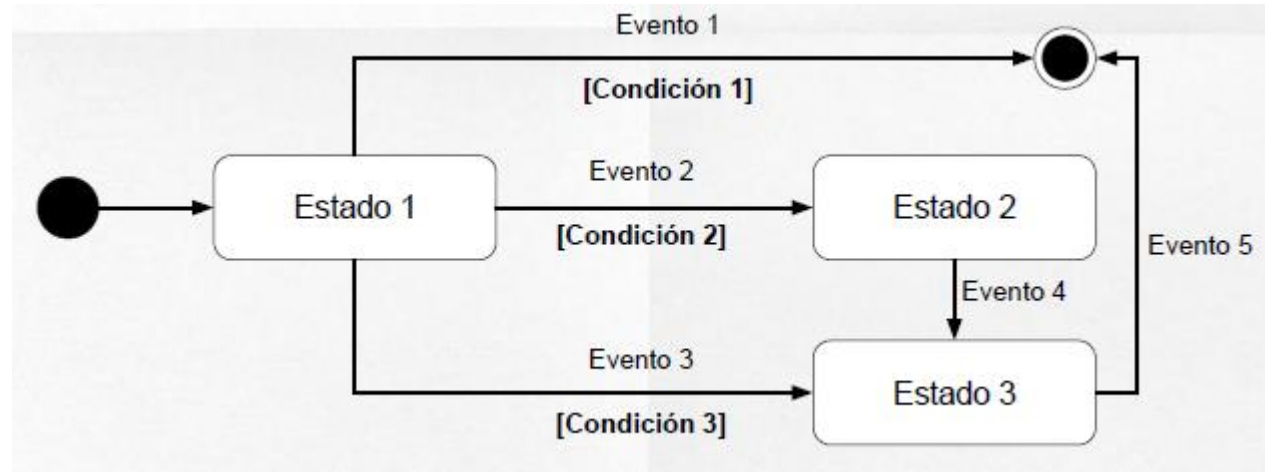 Evento 1
[Condición 1]
Evento 2
Estado 1
Estado 2
[Condición 2]
Evento 5
Evento 4
Evento 3
Estado 3
[Condición 3]